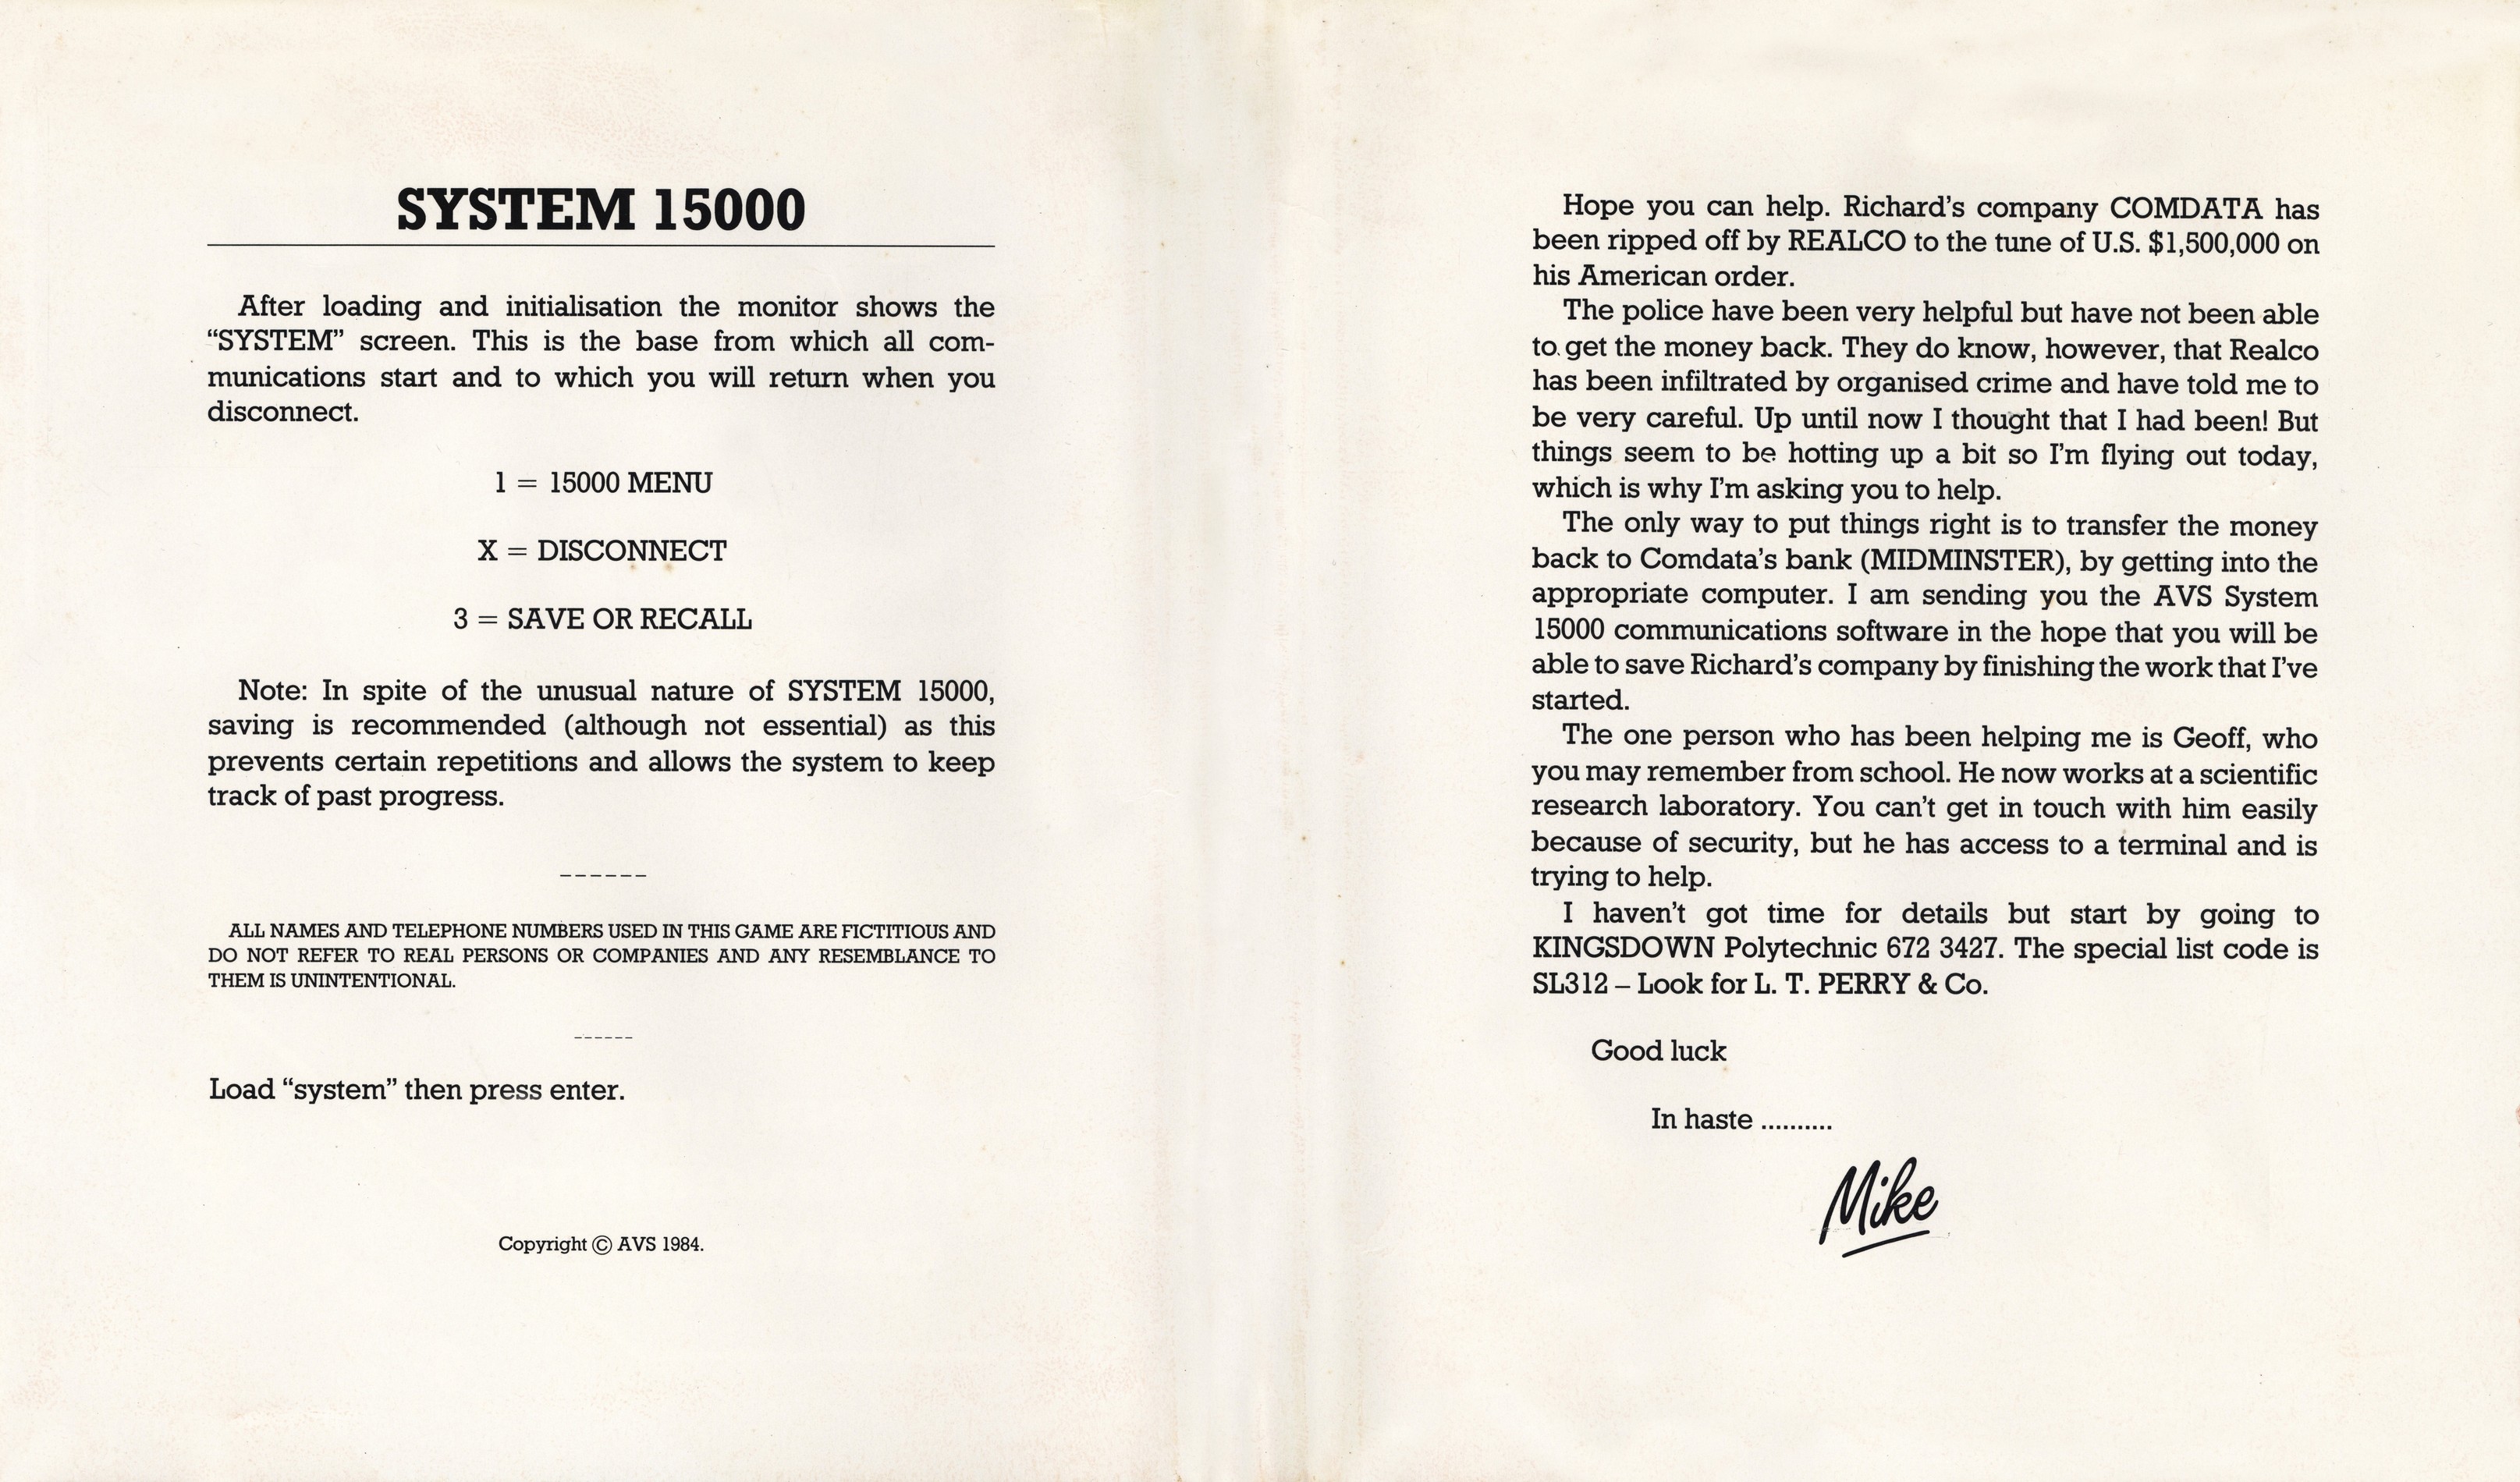 SYSTEM 15000
After loading and initialisation the monitor shows the
“SYSTEM” screen. This is the base from which all com-
munications start and to which you will return when you
disconnect.
1 = 15000 MENU
X = DISCONNECT
3 = SAVE OR RECALL
Note: In spite of the unusual nature of SYSTEM 15000,
saving is recommended (although not essential) as this
prevents certain repetitions and allows the system to keep
track of past progress.
------
ALL NAMES AND TELEPHONE NUMBERS USED IN THIS GAME ARE FICTITIOUS AND
DO NOT REFER TO REAL PERSONS OR COMPANIES AND ANY RESEMBLANCE TO
THEM IS UNINTENTIONAL.
------
Load “system” then press enter.
Copyright © AVS 1984.
Hope you can help. Richard’s company COMDATA has
been ripped off by REALCO to the tune of U.S. $1,500,000 on
his American order.
The police have been very helpful but have not been able
to get the money back. They do know, however, that Realco
has been infiltrated by organised crime and have told me to
be very careful. Up until now I thought that I had been! But
things seem to be hotting up a bit so I’m flying out today,
which is why I’m asking you to help.
The only way to put things right is to transfer the money
back to Comdata’s bank (MIDMINSTER), by getting into the
appropriate computer. I am sending you the AVS System
15000 communications software in the hope that you will be
able to save Richard’s company by finishing the work that I’ve
started.
The one person who has been helping me is Geoff, who
you may remember from school. He now works at a scientific
research laboratory. You can’t get in touch with him easily
because of security, but he has access to a terminal and is
trying to help.
I haven’t got time for details but start by going to
KINGSDOWN Polytechnic 672 3427. The special list code is
SL312 – Look for L. T. PERRY & Co.
Good luck
In haste ..........
Mike